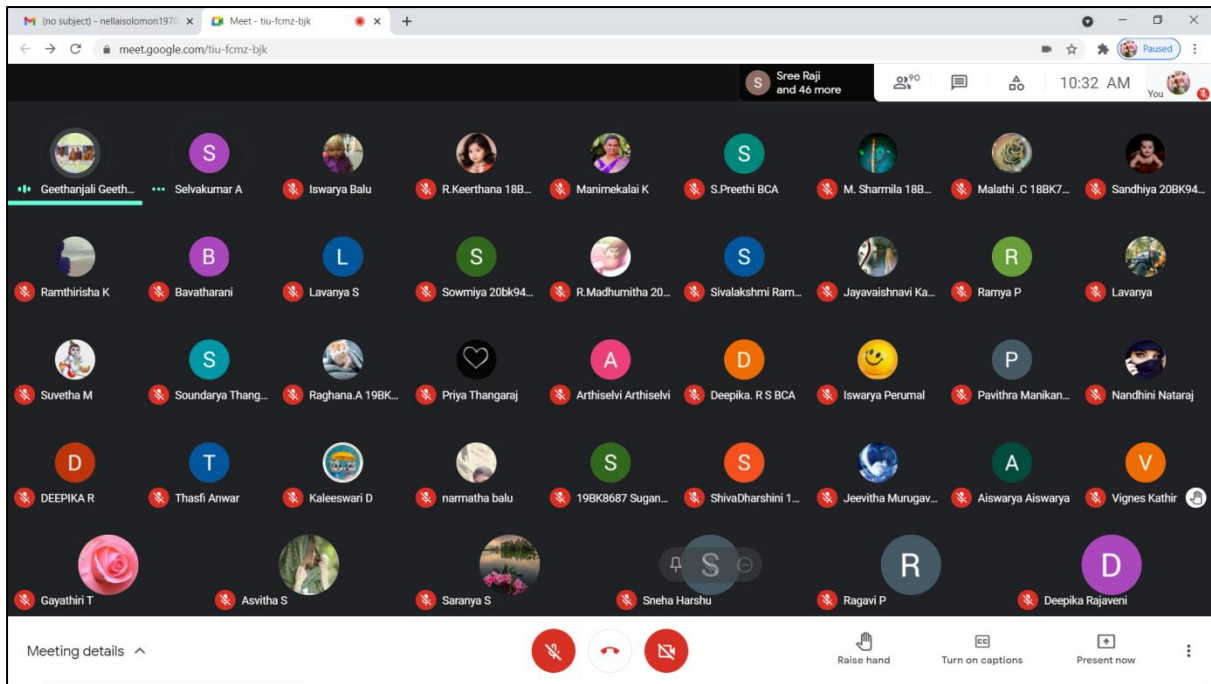 (no subject) - nellaisolomon1970
Meet - tiu-fcmz-bjk
meet.google.com/tiu-fcmz-bjk
Paused
S
Sree Raji
and 46 more
90
10:32 AM
You
S
S
Geethanjali Geeth...
Selvakumar A
Iswarya Balu
R.Keerthana 18B...
Manimekalai K
S.Preethi BCA
M. Sharmila 18B...
Malathi .C 18BK7...
Sandhiya 20BK94...
B
L
S
S
R
Ramthirisha K
Bavatharani
Lavanya S
Sowmiya 20bk94...
R.Madhumitha 20...
Sivalakshmi Ram...
Jayavaishnavi Ka...
Ramya P
Lavanya
S
A
D
P
Suvetha M
Soundarya Thang...
Raghana.A 19BK...
Priya Thangaraj
Arthiselvi Arthiselvi
Deepika. R S BCA
Iswarya Perumal
Pavithra Manikan...
Nandhini Nataraj
D
T
S
S
A
V
DEEPIKA R
Thasfi Anwar
Kaleeswari D
narmatha balu
19BK8687 Sugan...
ShivaDharshini 1...
Jeevitha Murugav...
Aiswarya Aiswarya
Vignes Kathir
S
R
D
Gayathiri T
Asvitha S
Saranya S
Sneha Harshu
Ragavi P
Deepika Rajaveni
Meeting details
Raise hand
CC
Turn on captions
Present now